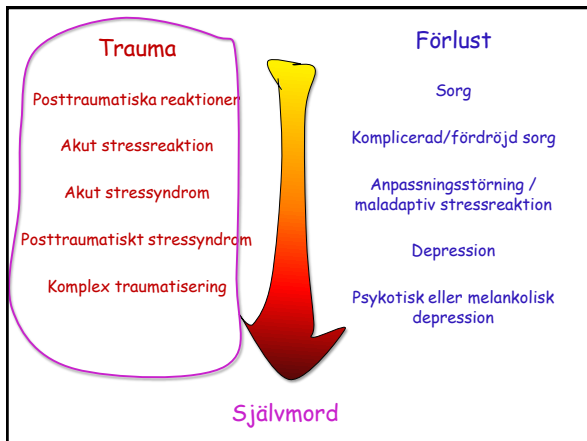 Trauma
Posttraumatiska reaktioner
Akut stressreaktion
Akut stressyndrom
Posttraumatiskt stressyndrom
Komplex traumatisering
Förlust
Sorg
Komplicerad/fördröjd sorg
Anpassningsstörning /
maladaptiv stressreaktion
Depression
Psykotisk eller melankolisk
depression
Självmord